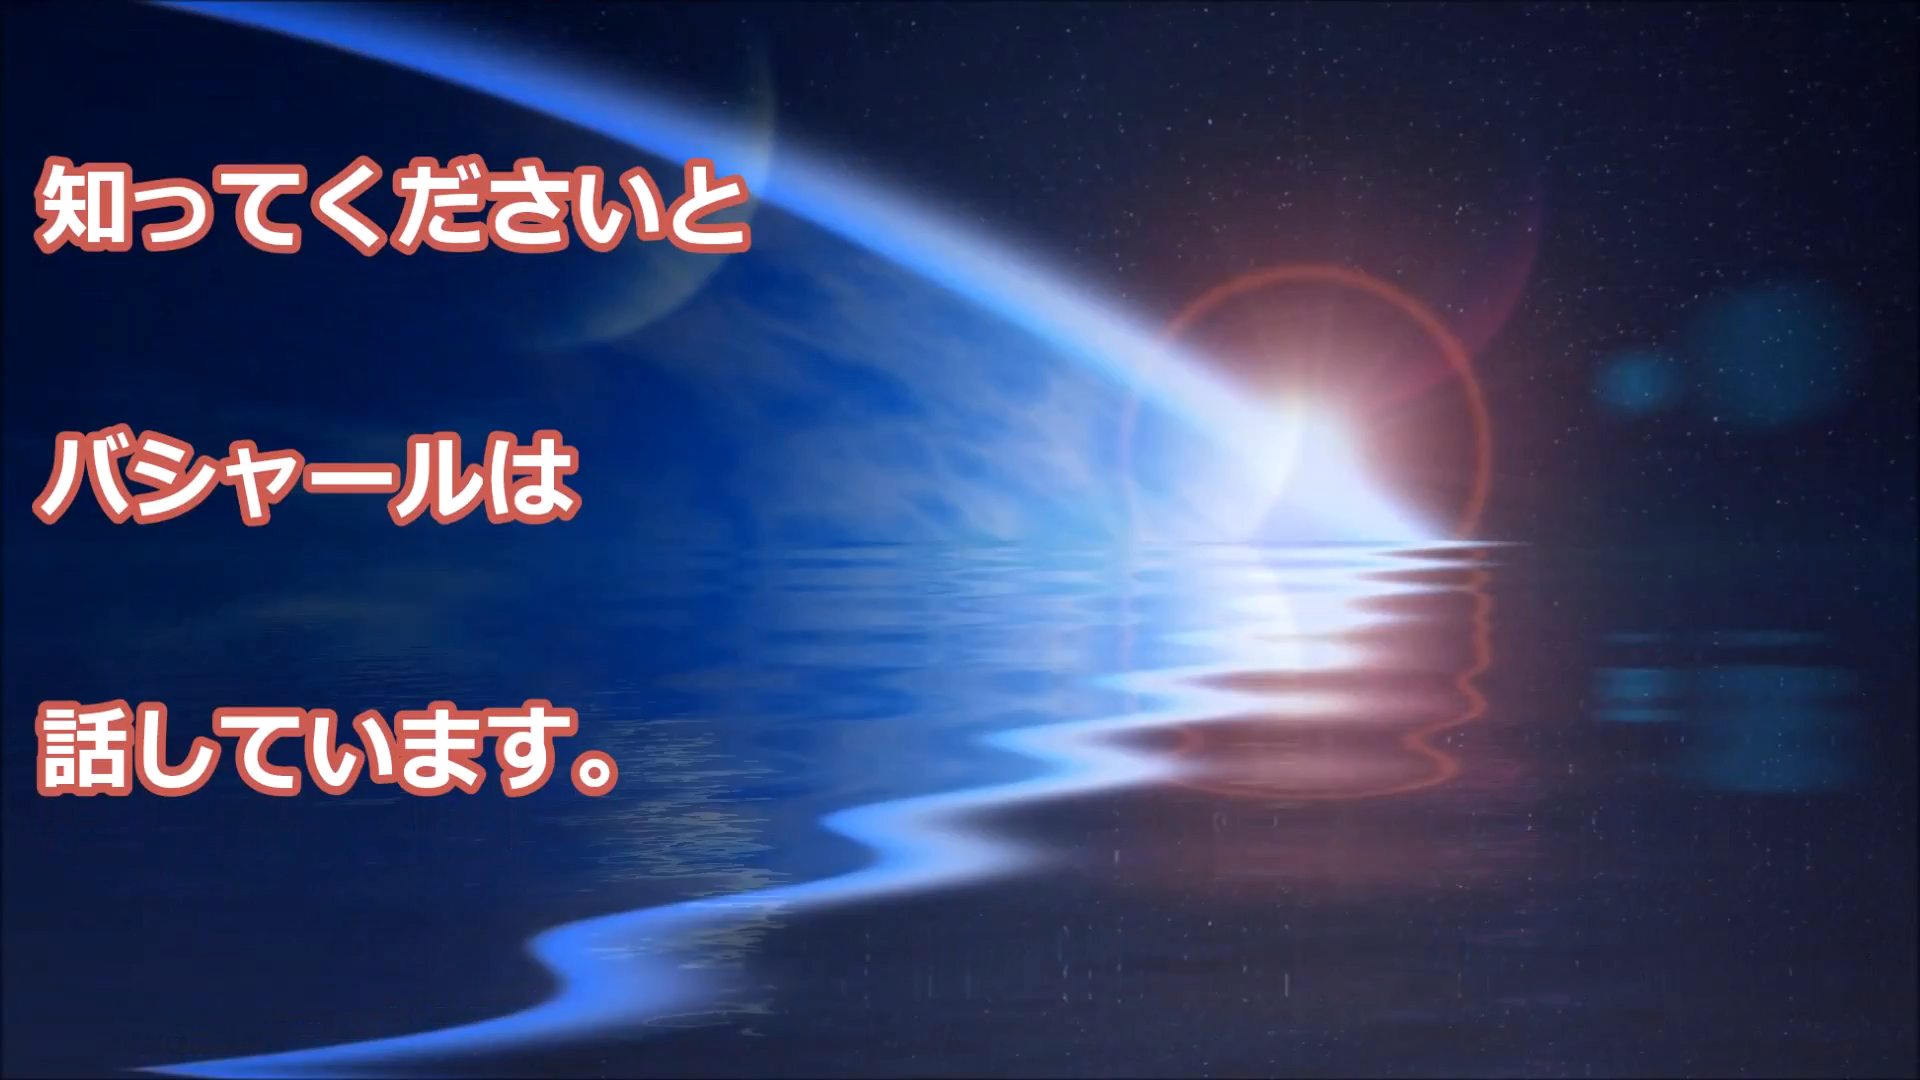 知ってくださいと
バシャールは
話しています。